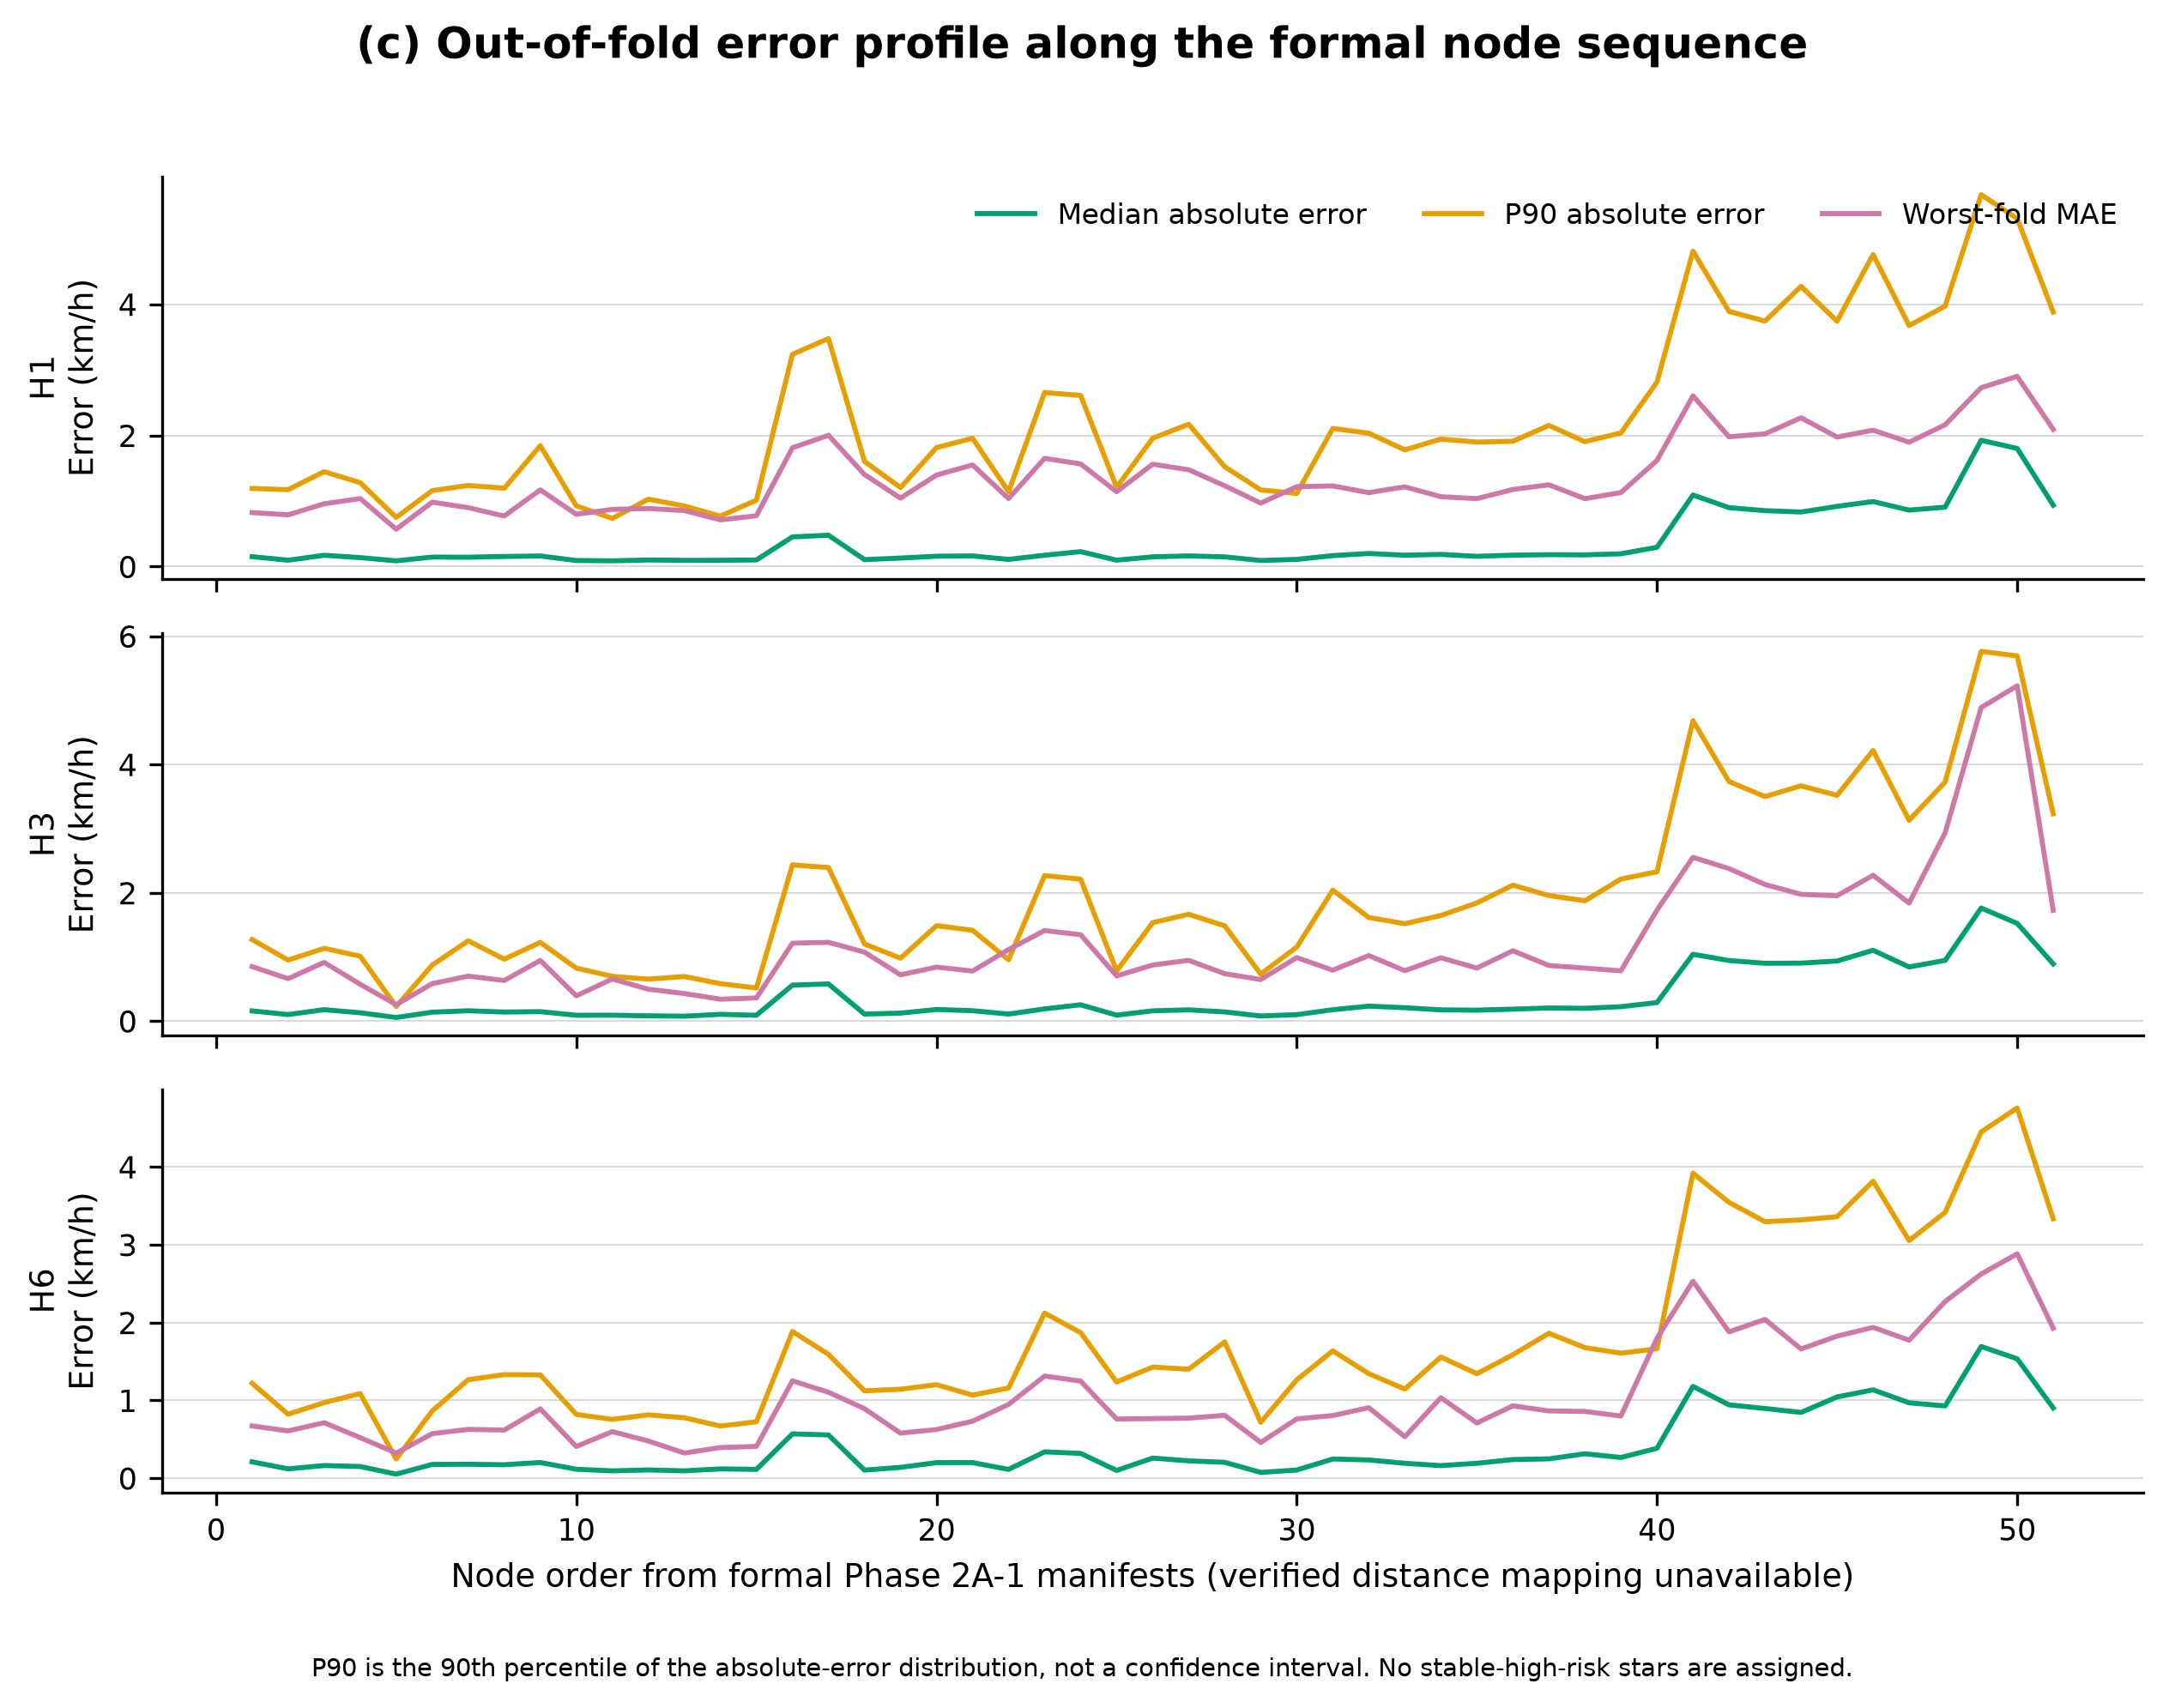 (c) Out-of-fold error profile along the formal node sequence
Median absolute error
P90 absolute error
Worst-fold MAE
H1
Error (km/h)
4
2
0
H3
Error (km/h)
6
4
2
0
H6
Error (km/h)
4
3
2
1
0
0 10 20 30 40 50
Node order from formal Phase 2A-1 manifests (verified distance mapping unavailable)
P90 is the 90th percentile of the absolute-error distribution, not a confidence interval. No stable-high-risk stars are assigned.